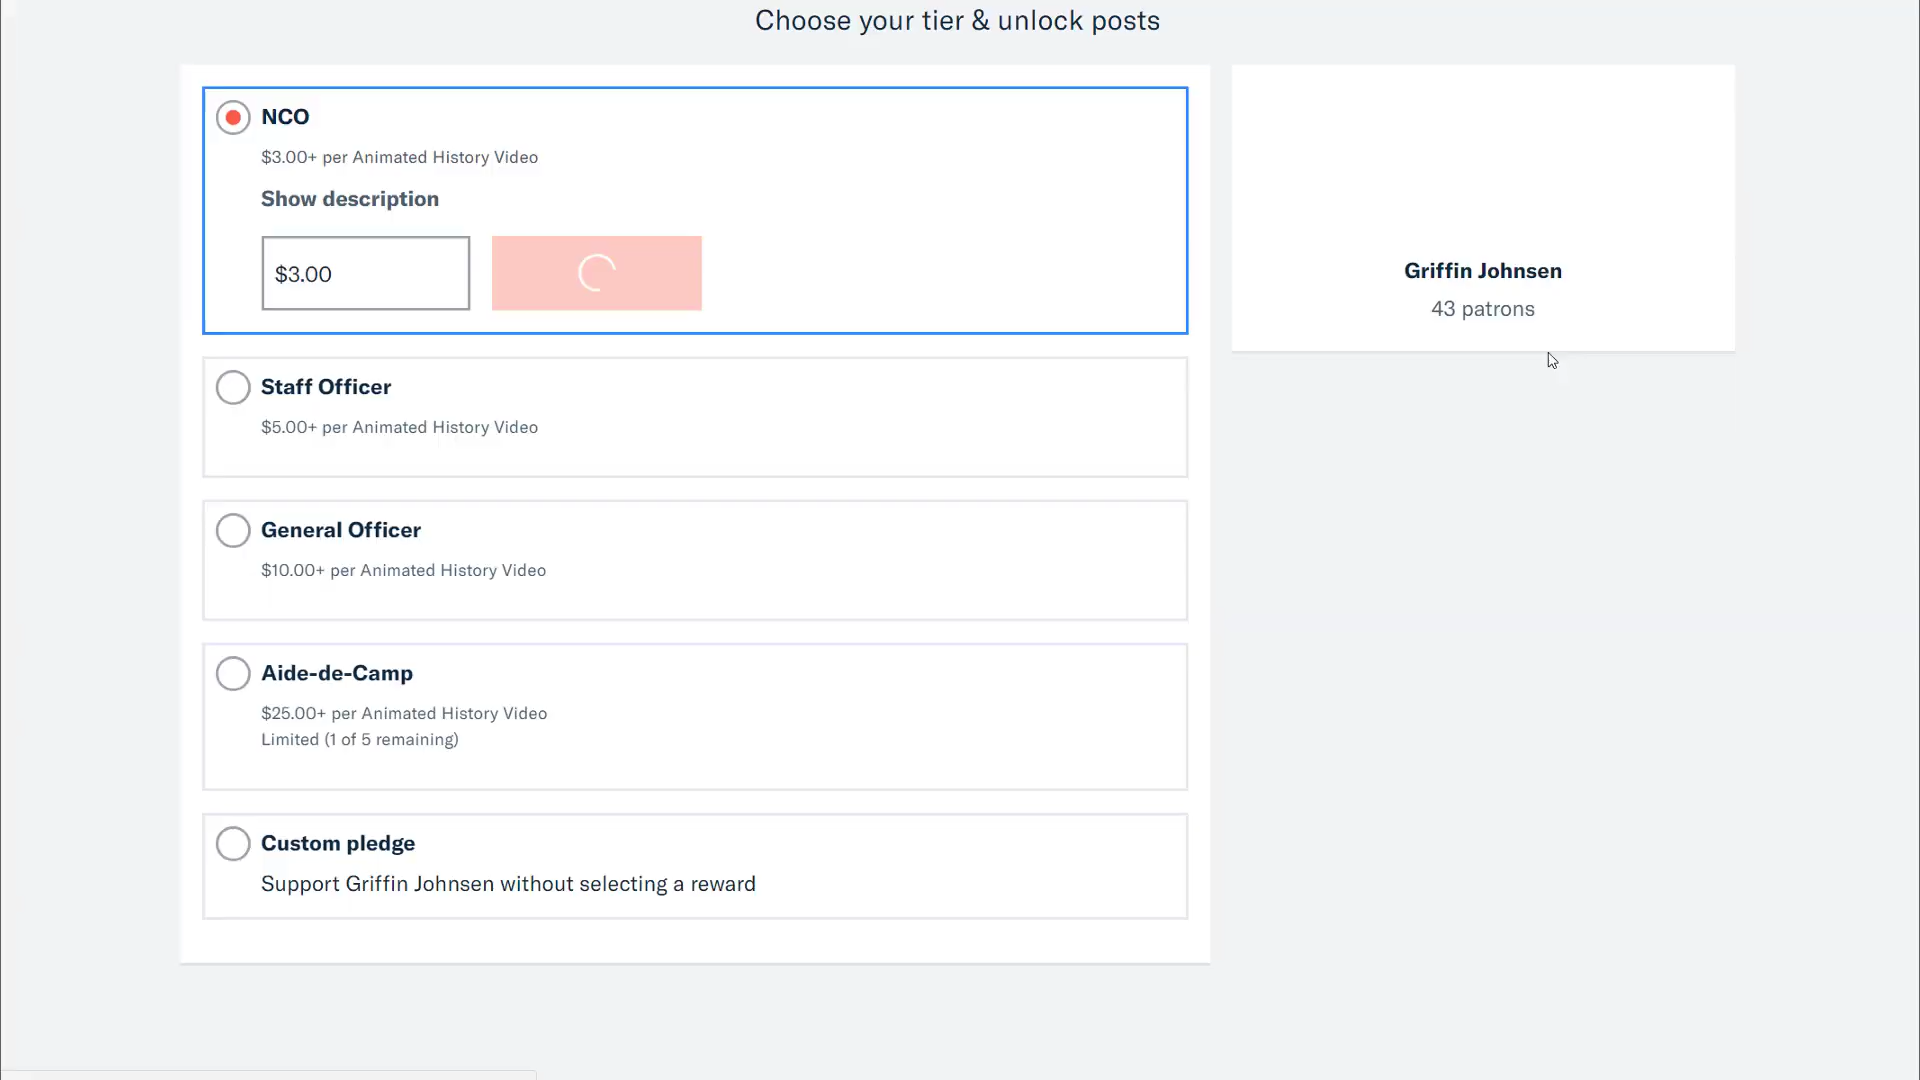 Choose your tier & unlock posts
NCO
$3.00+ per Animated History Video
Show description
$3.00
Staff Officer
$5.00+ per Animated History Video
General Officer
$10.00+ per Animated History Video
Aide-de-Camp
$25.00+ per Animated History Video
Limited (1 of 5 remaining)
Custom pledge
Support Griffin Johnsen without selecting a reward
Griffin Johnsen
43 patrons